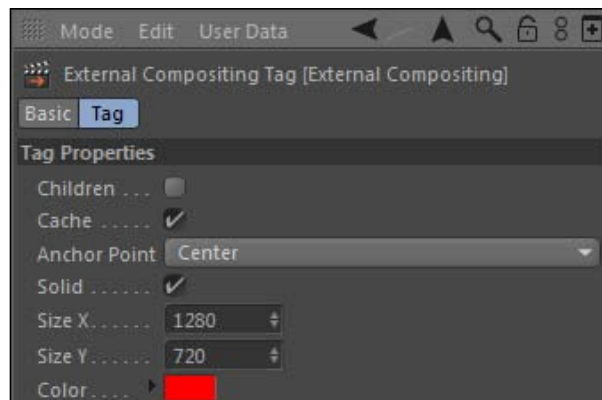 Mode Edit User Data
External Compositing Tag [External Compositing]
Basic Tag
Tag Properties
Children . . .
Cache . . . . .
Anchor Point Center
Solid . . . . . .
Size X. . . . . . 1280
Size Y. . . . . . 720
Color. . . .